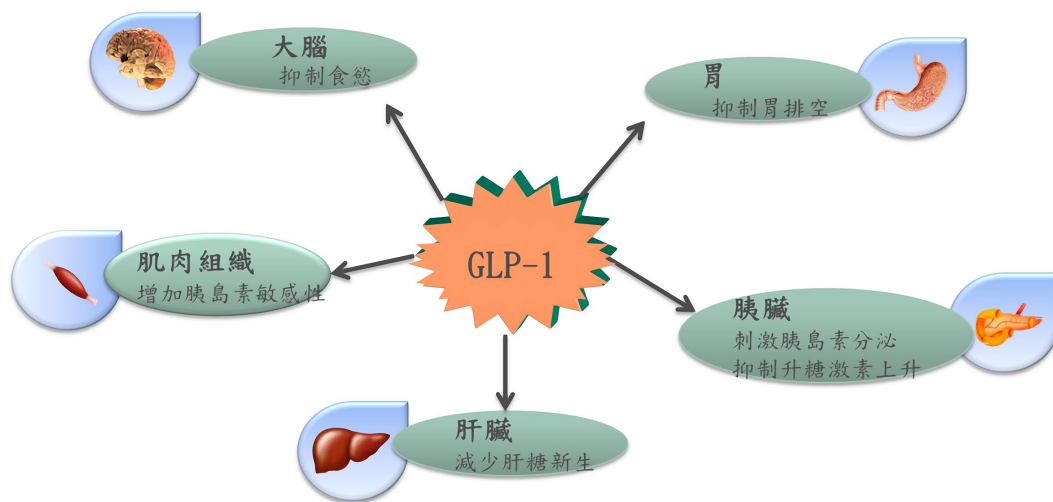 大腦
抑制食慾
胃
抑制胃排空
GLP-1
肌肉組織
增加胰島素敏感性
胰臟
刺激胰島素分泌
抑制升糖激素上升
肝臟
減少肝糖新生